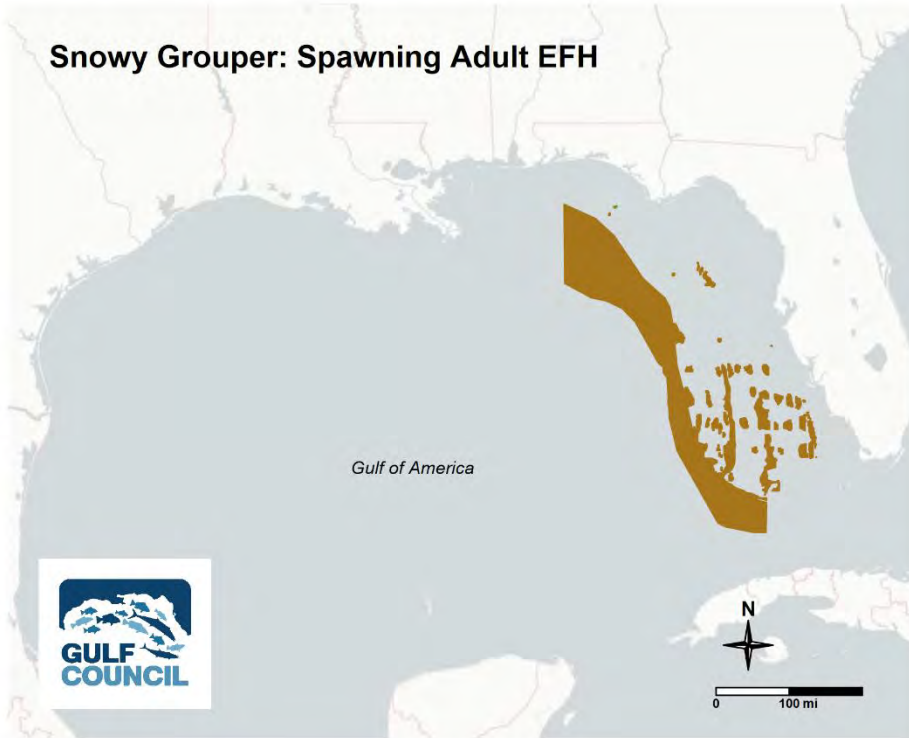 Snowy Grouper: Spawning Adult EFH
Gulf of America
GULF
COUNCIL
N
0 100 mi